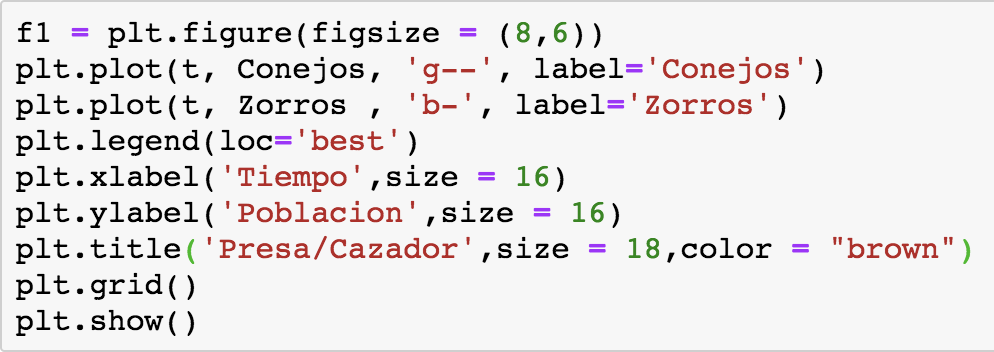 f1 = plt.figure(figsize = (8,6))
plt.plot(t, Conejos, 'g--', label='Conejos')
plt.plot(t, Zorros , 'b-', label='Zorros')
plt.legend(loc='best')
plt.xlabel('Tiempo',size = 16)
plt.ylabel('Poblacion',size = 16)
plt.title('Presa/Cazador',size = 18,color = "brown")
plt.grid()
plt.show()